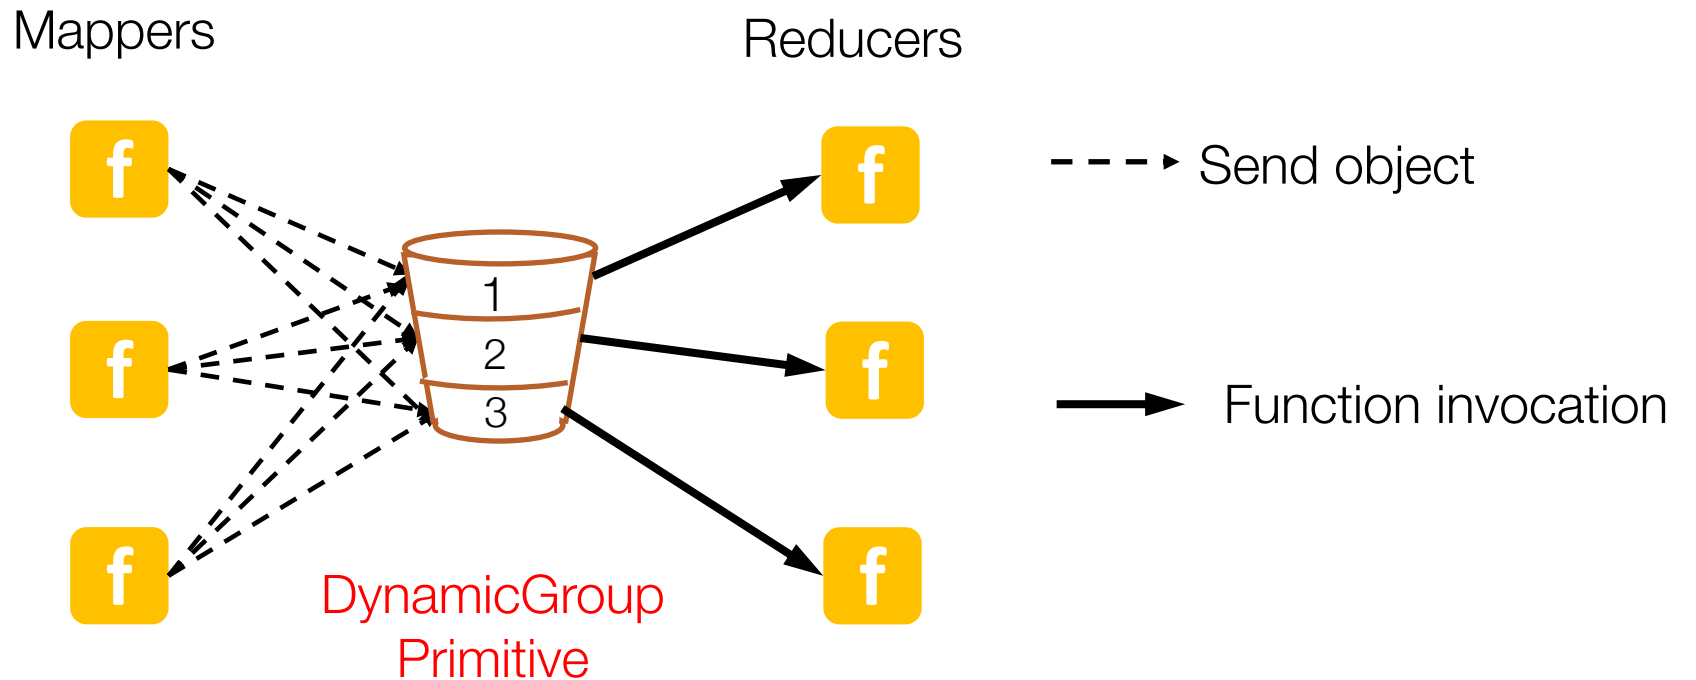 Mappers
Reducers
f
f
f
f
f
f
1
2
3
Send object
Function invocation
DynamicGroup
Primitive